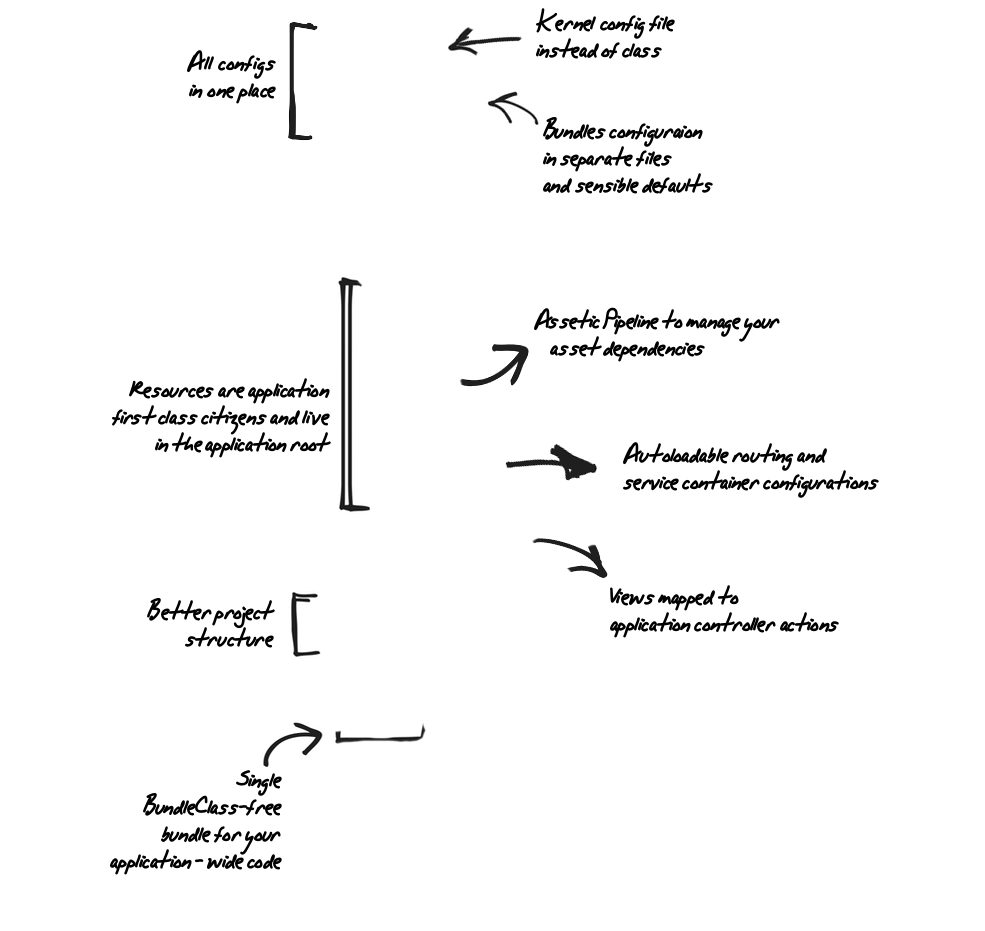 Kernel config file
instead of class
All configs
in one place
Bundles configuraion
in separate files
and sensible defaults
Assetic Pipeline to manage your
asset dependencies
Resources are application
first class citizens and live
in the application root
Autoloadable routing and
service container configurations
Views mapped to
application controller actions
Better project
structure
Single
BundleClass-free
bundle for your
application-wide code